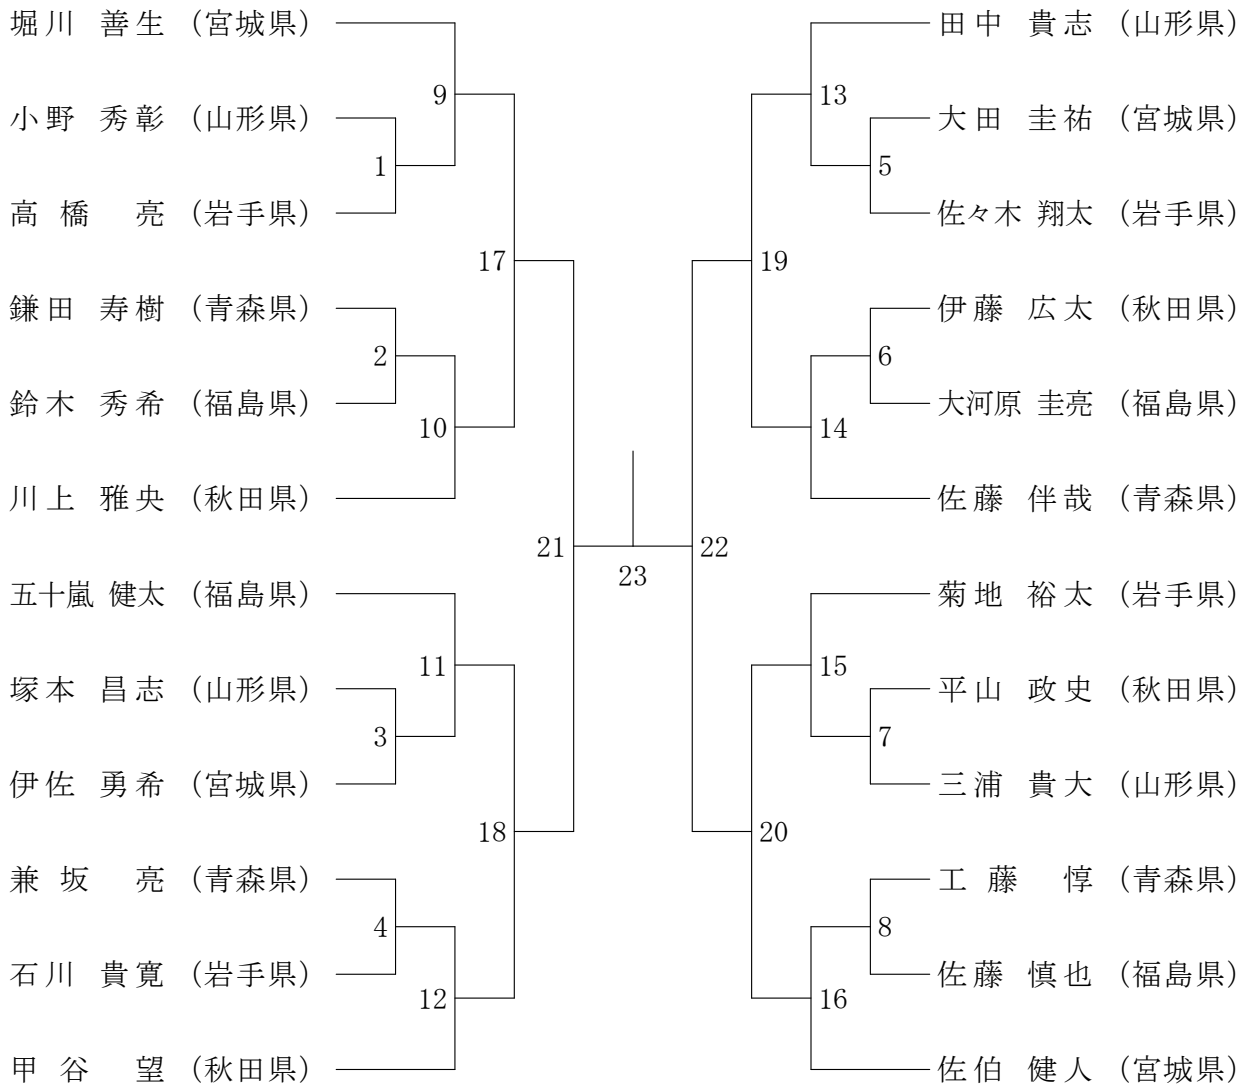 堀川 善生 (宮城県)
小野 秀彰 (山形県)
高橋 亮 (岩手県)
鎌田 寿樹 (青森県)
鈴木 秀希 (福島県)
川上 雅央 (秋田県)
五十嵐 健太 (福島県)
塚本 昌志 (山形県)
伊佐 勇希 (宮城県)
兼坂 亮 (青森県)
石川 貴寛 (岩手県)
甲谷 望 (秋田県)
1
2
3
4
9
10
11
12
17
18
21
23
22
19
20
13
14
15
16
5
6
7
8
田中 貴志 (山形県)
大田 圭祐 (宮城県)
佐々木 翔太 (岩手県)
伊藤 広太 (秋田県)
大河原 圭亮 (福島県)
佐藤 伴哉 (青森県)
菊地 裕太 (岩手県)
平山 政史 (秋田県)
三浦 貴大 (山形県)
工藤 惇 (青森県)
佐藤 慎也 (福島県)
佐伯 健人 (宮城県)